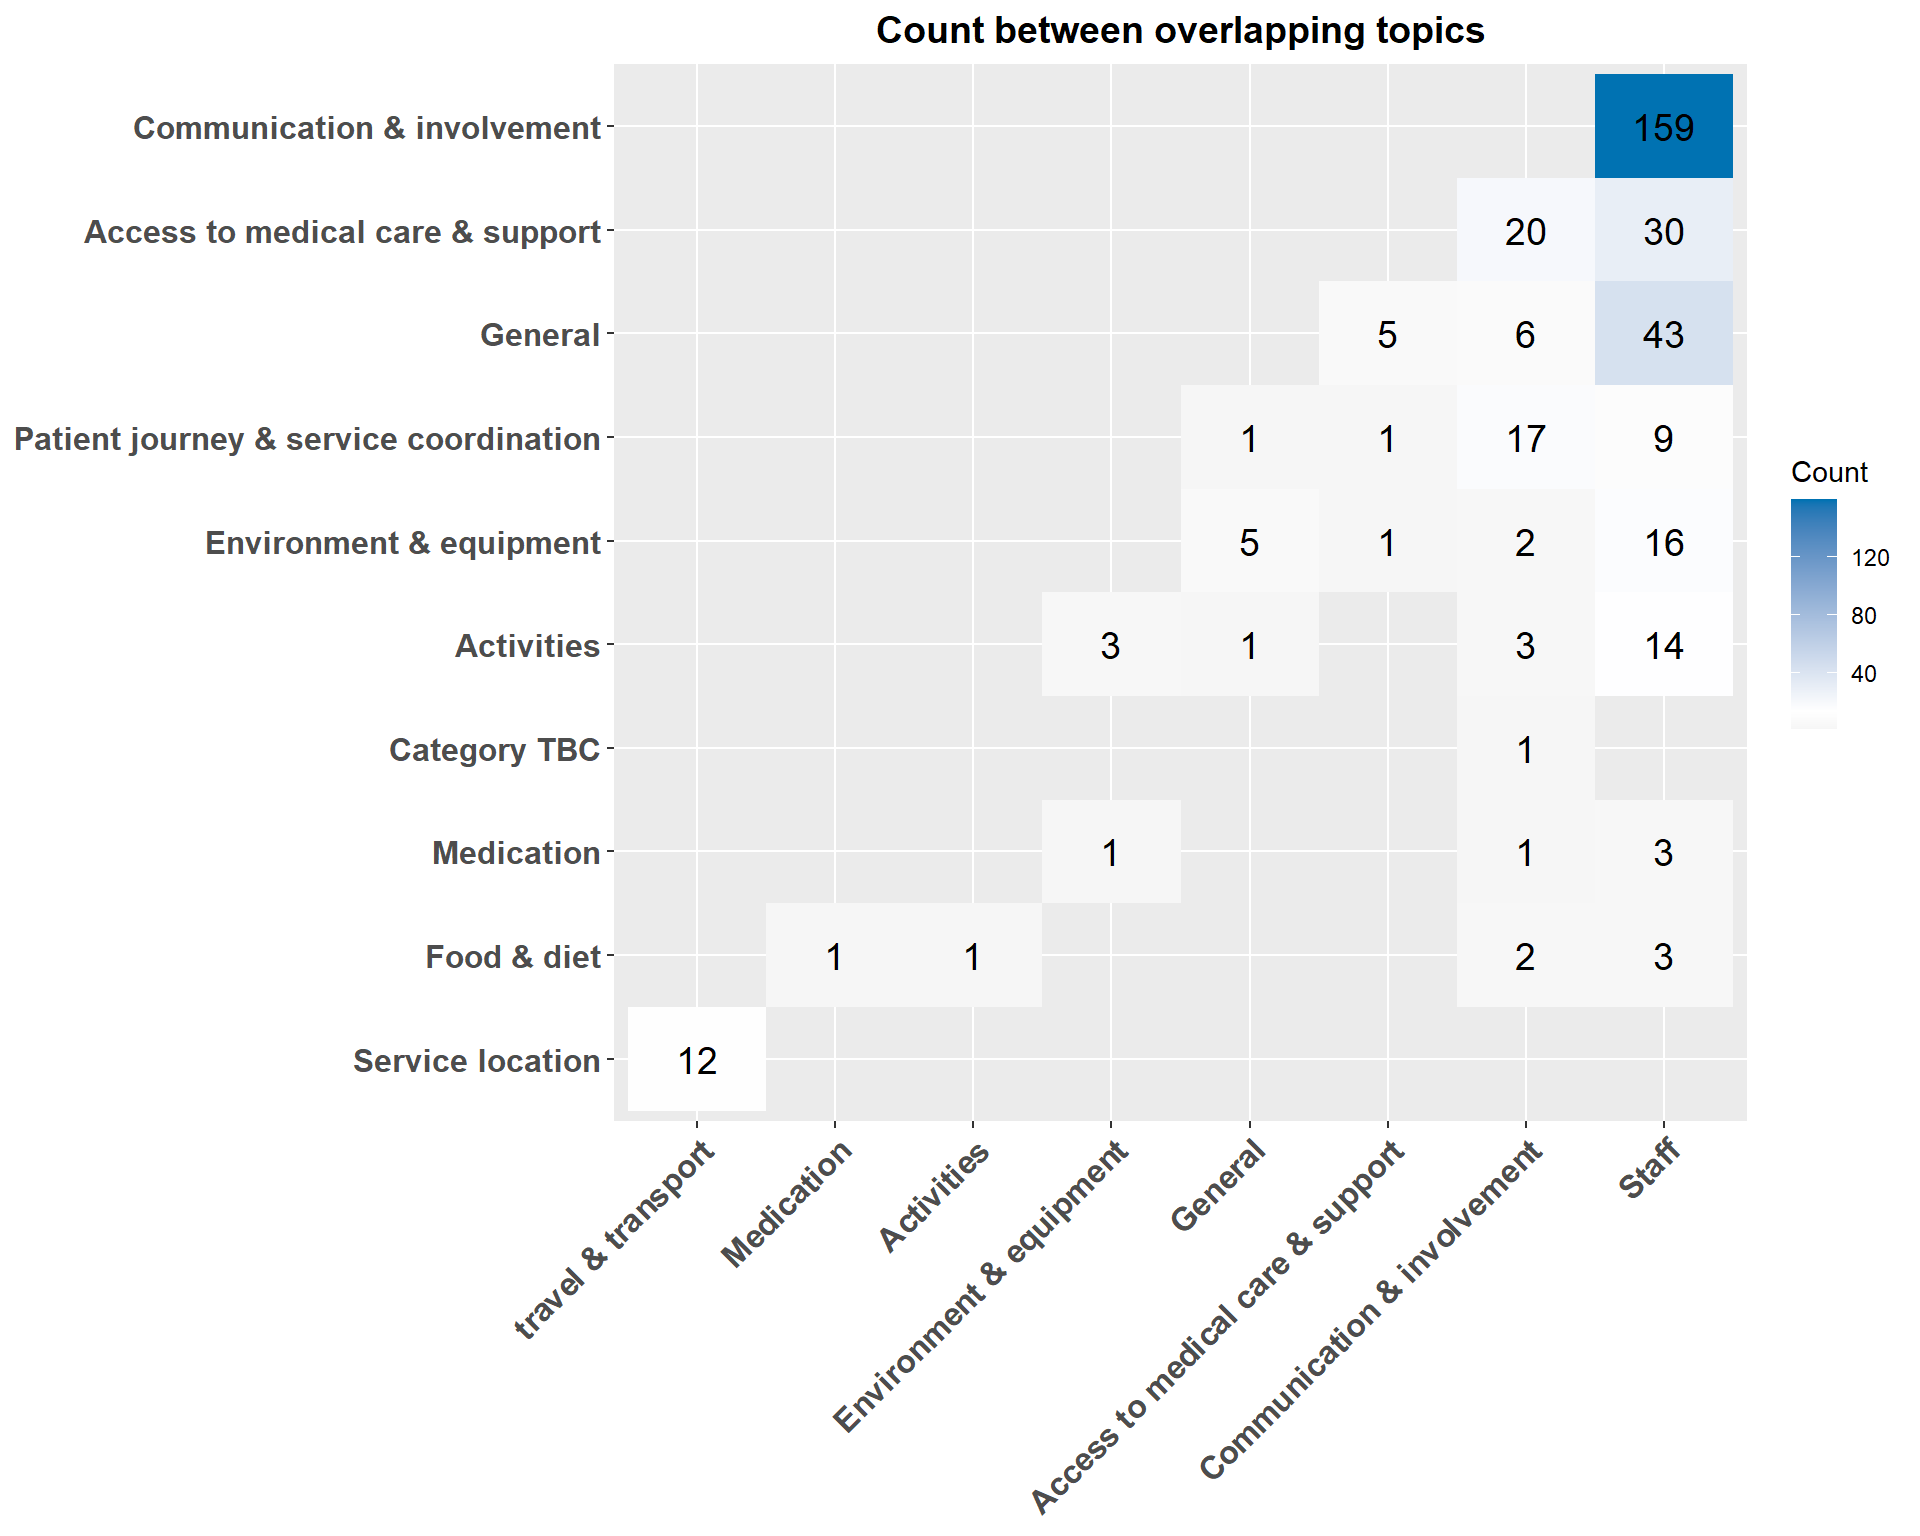 Count between overlapping topics
Communication & involvement 159
Access to medical care & support 20 30
General 5 6 43
Patient journey & service coordination 1 1 17 9
Environment & equipment 5 1 2 16
Activities 3 1 3 14
Category TBC 1
Medication 1 1 3
Food & diet 1 1 2 3
Service location 12
travel & transport
Medication
Activities
Environment & equipment
General
Access to medical care & support
Communication & involvement
Staff
Count
120
80
40